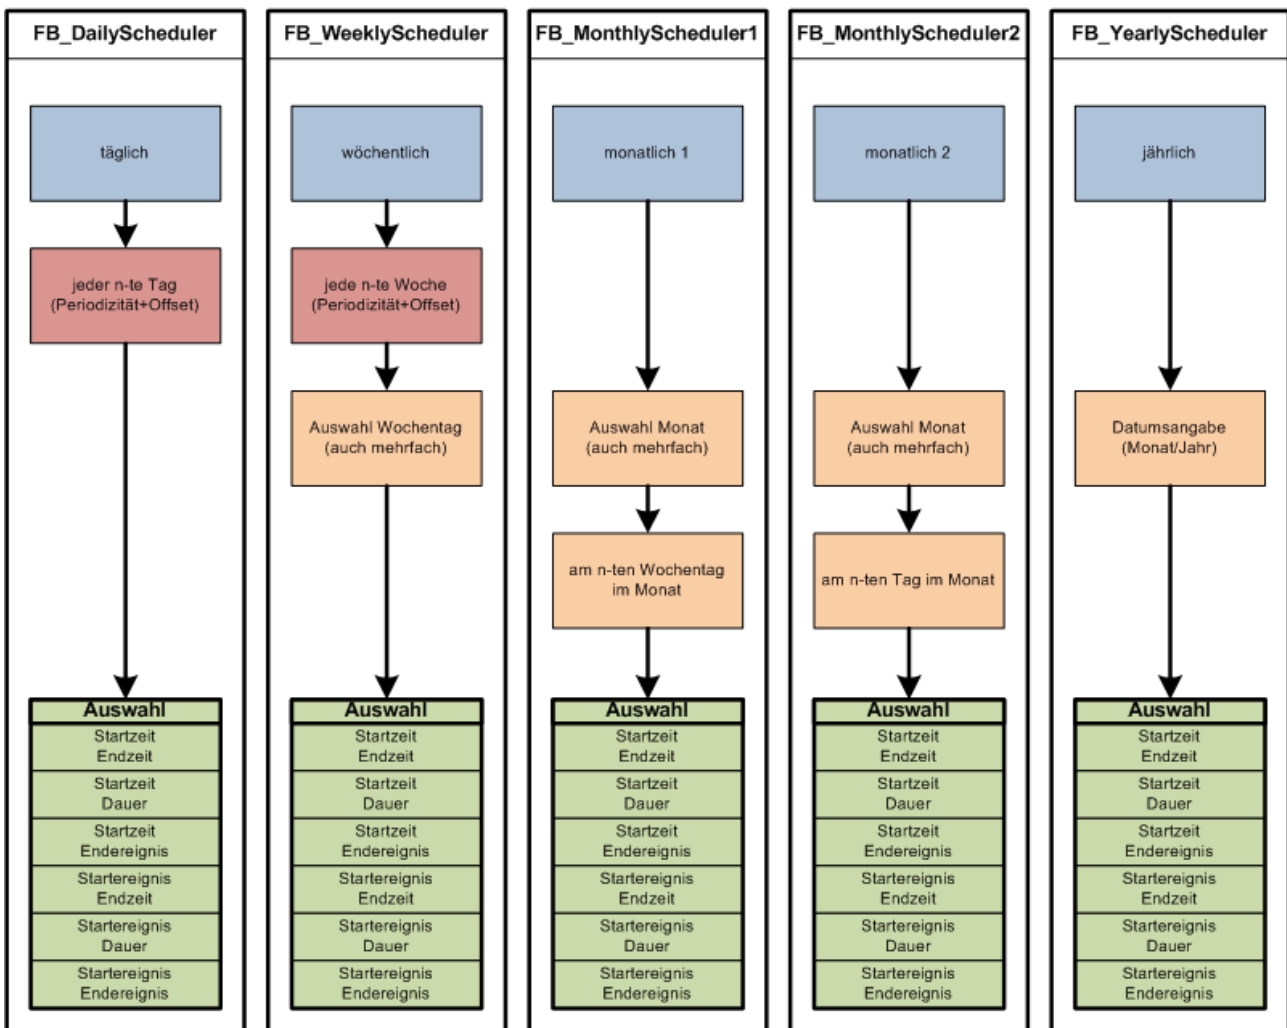 FB_DailyScheduler
täglich
jeder n-te Tag
(Periodizität+Offset)
Auswahl
Startzeit
Endzeit
Startzeit
Dauer
Startzeit
Endereignis
Startereignis
Endzeit
Startereignis
Dauer
Startereignis
Endereignis
FB_WeeklyScheduler
wöchentlich
jede n-te Woche
(Periodizität+Offset)
Auswahl Wochentag
(auch mehrfach)
Auswahl
Startzeit
Endzeit
Startzeit
Dauer
Startzeit
Endereignis
Startereignis
Endzeit
Startereignis
Dauer
Startereignis
Endereignis
FB_MonthlyScheduler1
monatlich 1
Auswahl Monat
(auch mehrfach)
am n-ten Wochentag
im Monat
Auswahl
Startzeit
Endzeit
Startzeit
Dauer
Startzeit
Endereignis
Startereignis
Endzeit
Startereignis
Dauer
Startereignis
Endereignis
FB_MonthlyScheduler2
monatlich 2
Auswahl Monat
(auch mehrfach)
am n-ten Tag im Monat
Auswahl
Startzeit
Endzeit
Startzeit
Dauer
Startzeit
Endereignis
Startereignis
Endzeit
Startereignis
Dauer
Startereignis
Endereignis
FB_YearlyScheduler
jährlich
Datumsangabe
(Monat/Jahr)
Auswahl
Startzeit
Endzeit
Startzeit
Dauer
Startzeit
Endereignis
Startereignis
Endzeit
Startereignis
Dauer
Startereignis
Endereignis